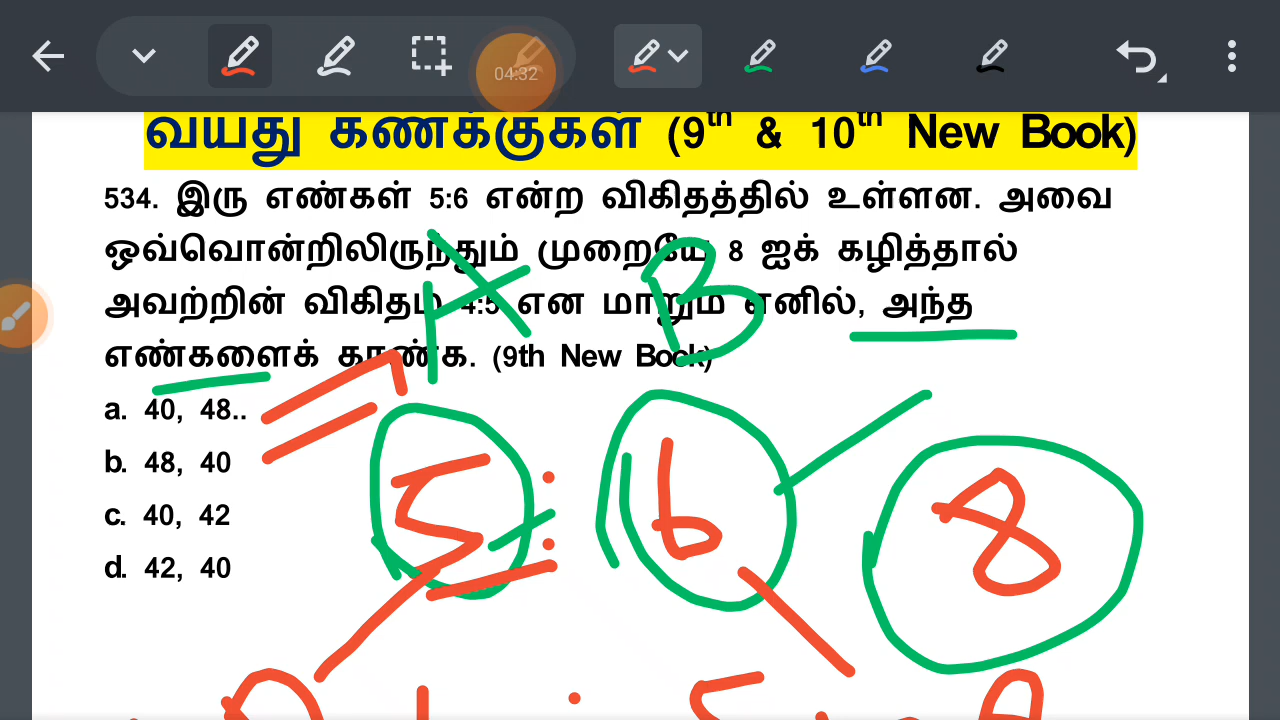 04:32
வயது கணக்குகள் (9th & 10th New Book)
534. இரு எண்கள் 5:6 என்ற விகிதத்தில் உள்ளன. அவை
ஒவ்வொன்றிலிருந்தும் முறையே 8 ஐக் கழித்தால்
அவற்றின் விகிதம் 4:5 என மாறும் எனில், அந்த
எண்களைக் காண்க. (9th New Book)
A B
a. 40, 48..
b. 48, 40
c. 40, 42
d. 42, 40
5 : 6 8